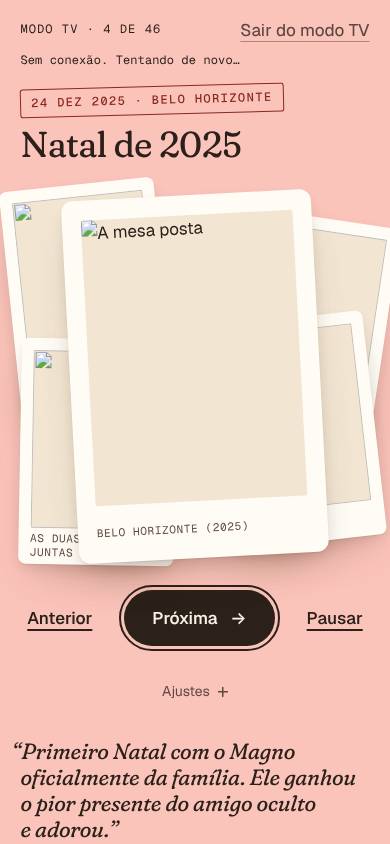 MODO TV · 4 DE 46
Sair do modo TV
Sem conexão. Tentando de novo…
24 DEZ 2025 · BELO HORIZONTE
Natal de 2025
A mesa posta
BELO HORIZONTE (2025)
AS DUAS
JUNTAS
Anterior
Próxima →
Pausar
Ajustes +
“Primeiro Natal com o Magno
oficialmente da família. Ele ganhou
o pior presente do amigo oculto
e adorou.”